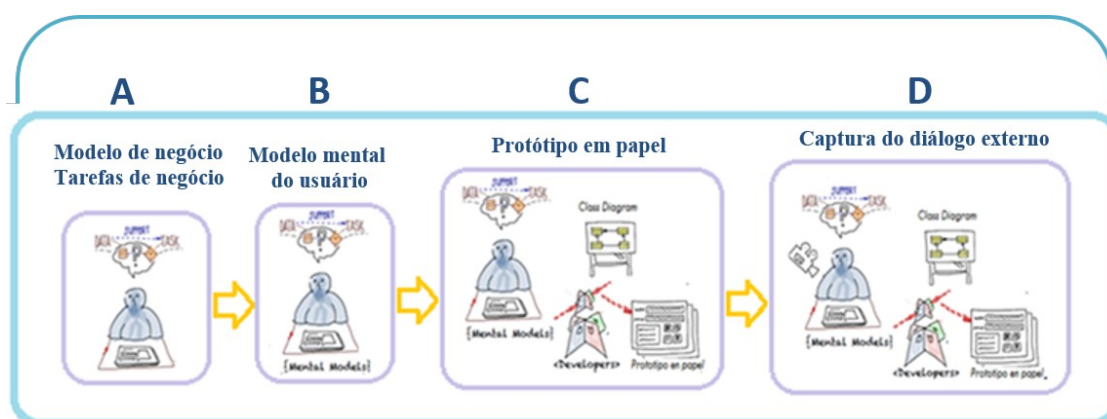 A
B
C
D
Modelo de negócio
Tarefas de negócio
Modelo mental
do usuário
Protótipo em papel
Captura do diálogo externo
DATA SUPPORT TASK
DATA SUPPORT TASK
{Mental Models}
DATA SUPPORT TASK
Class Diagram
{Mental Models}
<Developers>
Prototipo en papel
DATA SUPPORT TASK
Class Diagram
{Mental Models}
<Developers>
Prototipo en papel.